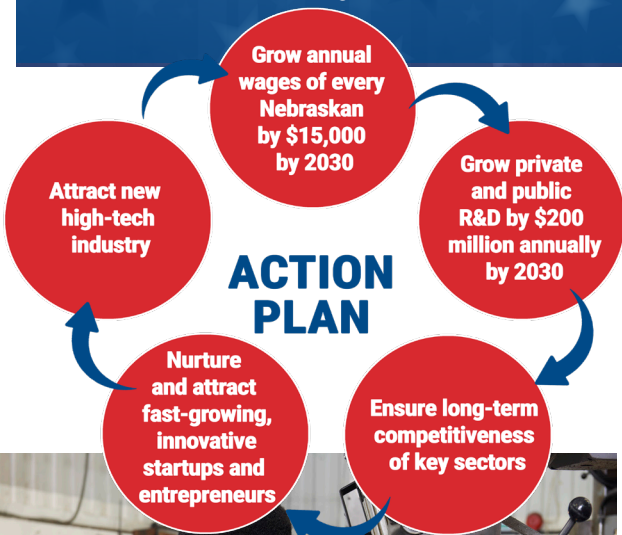 Grow annual
wages of every
Nebraskan
by $15,000
by 2030
Grow private
and public
R&D by $200
million annually
by 2030
Ensure long-term
competitiveness
of key sectors
Nurture
and attract
fast-growing,
innovative
startups and
entrepreneurs
Attract new
high-tech
industry
ACTION
PLAN